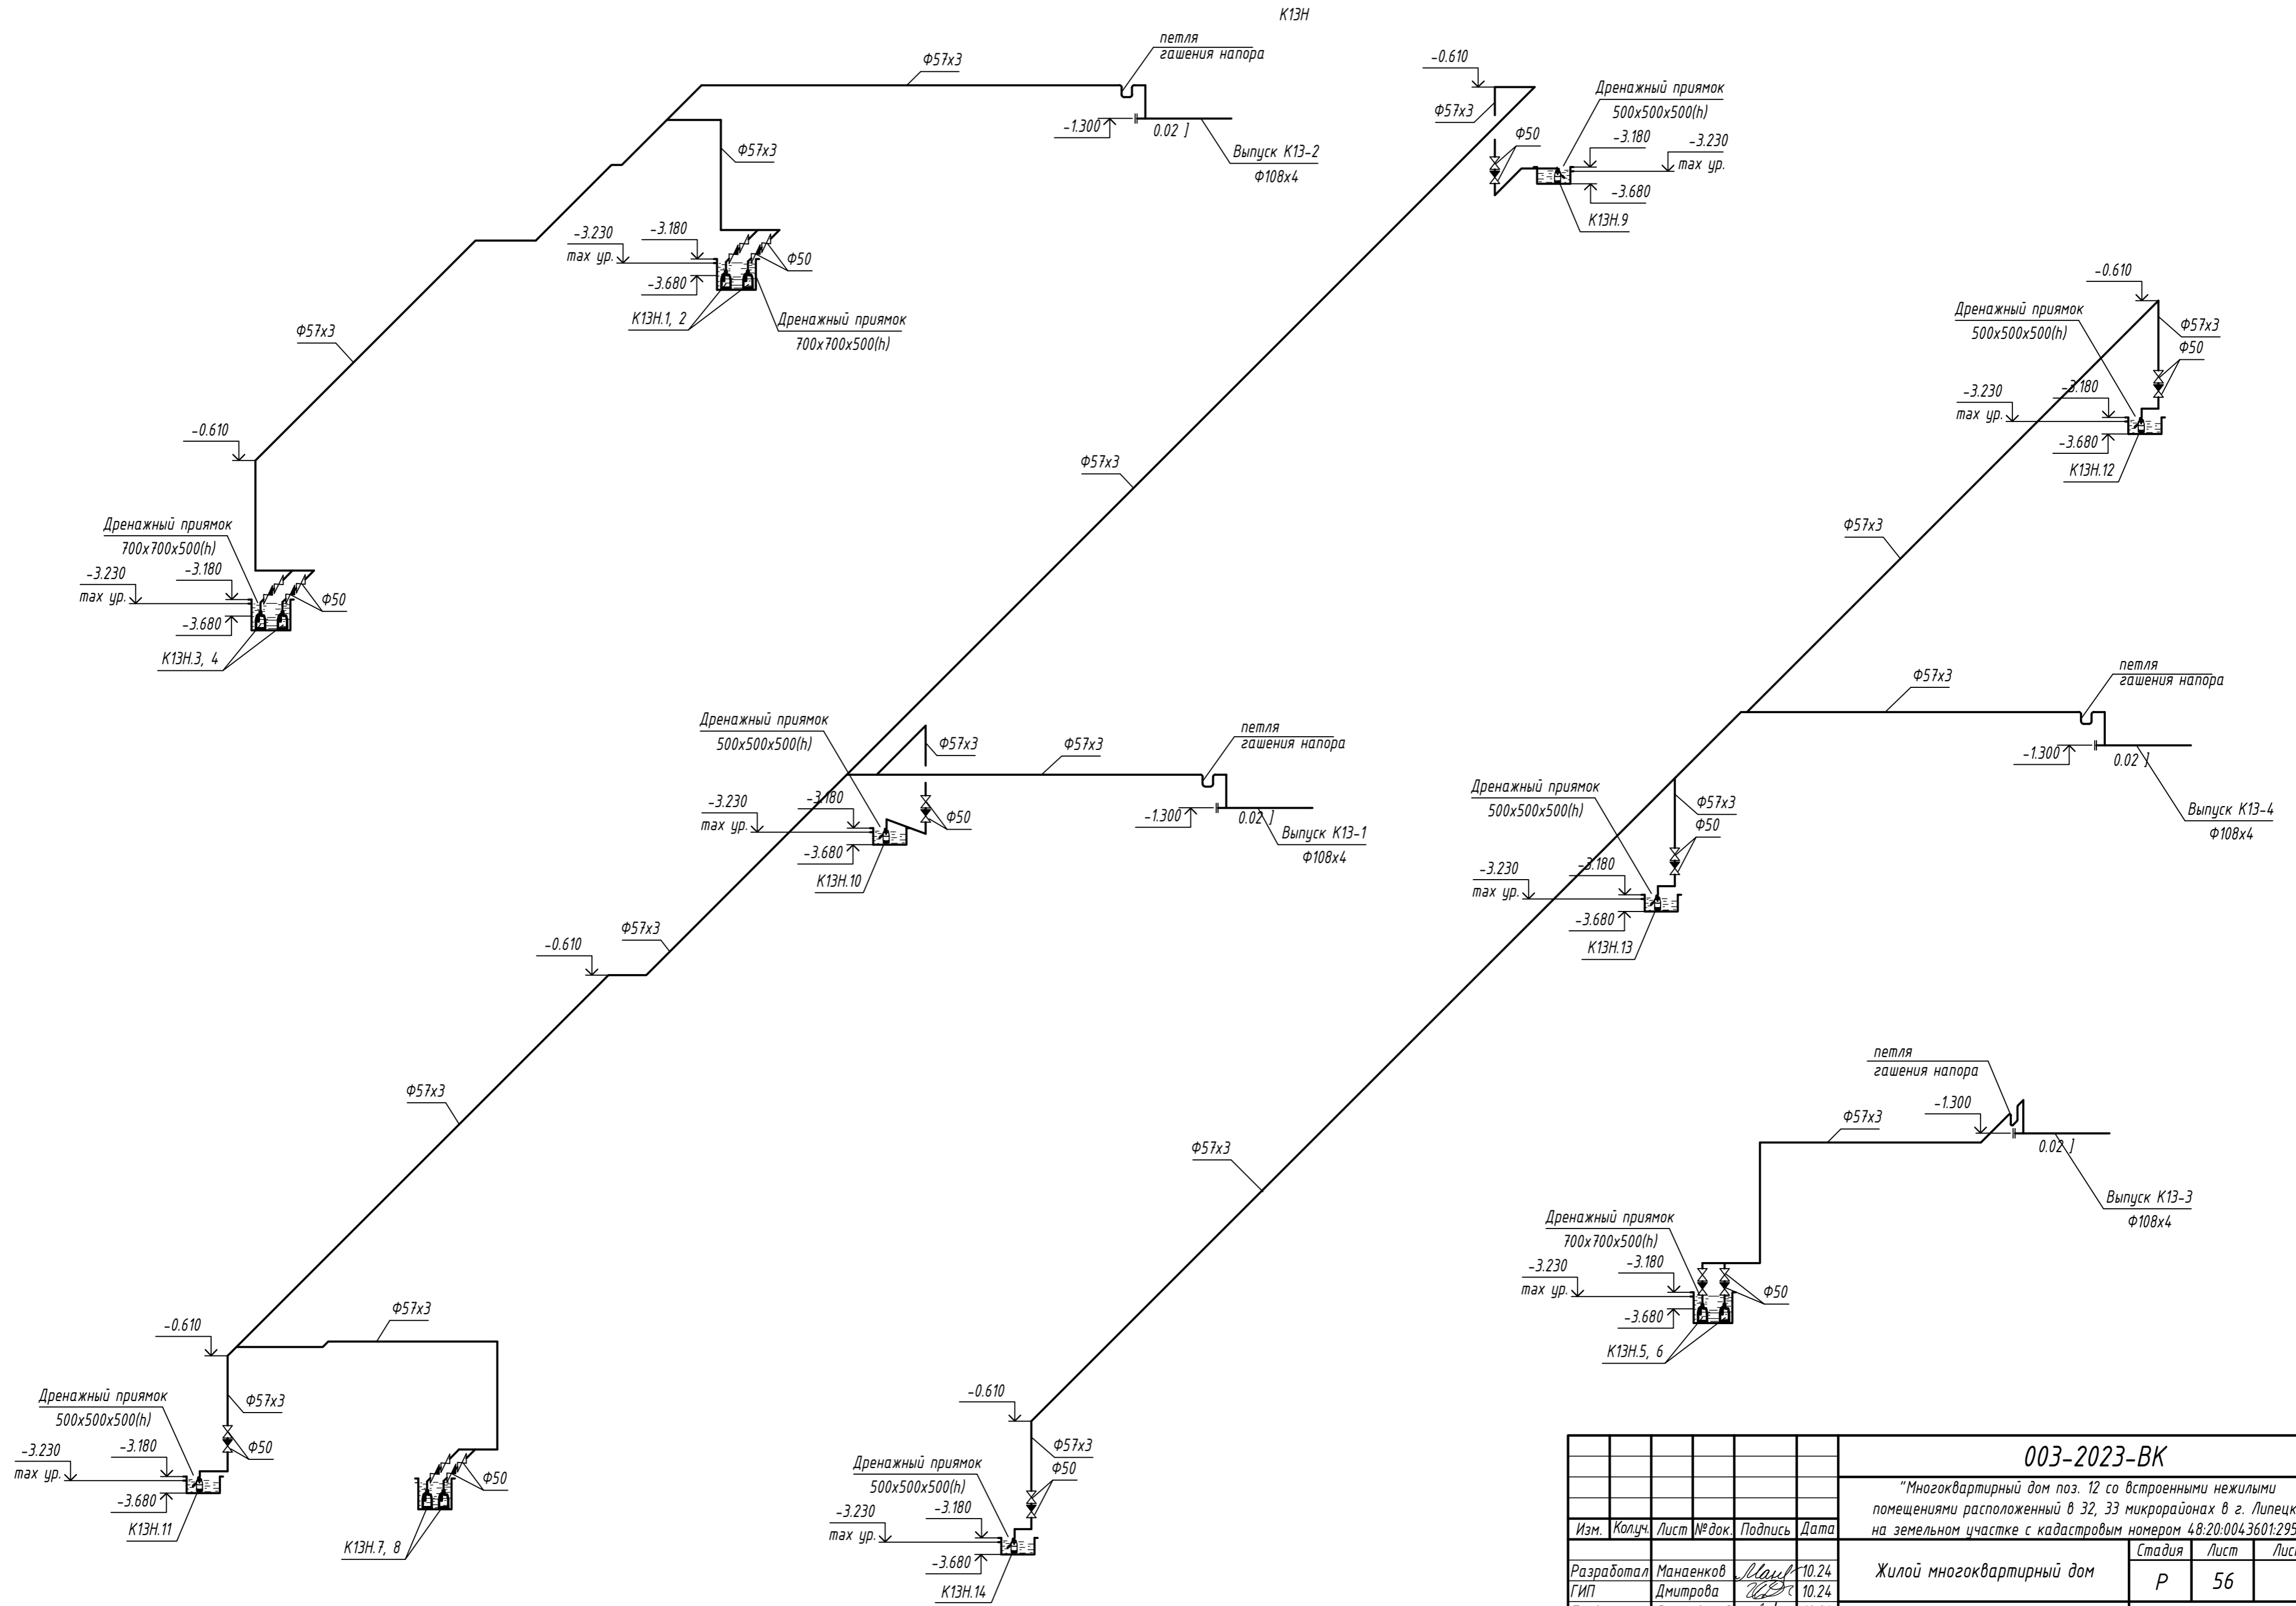 К13Н
петля
гашения напора
Ф57х3
-1.300
0.02
Выпуск К13-2
Ф108х4
Ф57х3
-3.230
max ур.
-3.180
-3.680
Ф50
К13Н.1, 2
Дренажный приямок
700х700х500(h)
Ф57х3
-0.610
Дренажный приямок
700х700х500(h)
-3.230
max ур.
-3.180
-3.680
Ф50
К13Н.3, 4
-0.610
Ф57х3
Ф50
Дренажный приямок
500х500х500(h)
-3.180
-3.230
max ур.
-3.680
К13Н.9
Ф57х3
-0.610
Дренажный приямок
500х500х500(h)
Ф57х3
Ф50
-3.230
max ур.
-3.180
-3.680
К13Н.12
Ф57х3
Дренажный приямок
500х500х500(h)
Ф57х3
Ф57х3
петля
гашения напора
-3.230
max ур.
-3.180
-3.680
Ф50
К13Н.10
-1.300
0.02
Выпуск К13-1
Ф108х4
Ф57х3
петля
гашения напора
-1.300
0.02
Выпуск К13-4
Ф108х4
Дренажный приямок
500х500х500(h)
Ф57х3
Ф50
-3.230
max ур.
-3.180
-3.680
К13Н.13
-0.610
Ф57х3
Ф57х3
Ф57х3
петля
гашения напора
Ф57х3
-1.300
0.02
Выпуск К13-3
Ф108х4
Дренажный приямок
700х700х500(h)
-3.230
max ур.
-3.180
-3.680
Ф50
К13Н.5, 6
-0.610
Ф57х3
Дренажный приямок
500х500х500(h)
Ф57х3
Ф50
-3.230
max ур.
-3.180
-3.680
К13Н.11
Ф50
К13Н.7, 8
-0.610
Ф57х3
Ф50
Дренажный приямок
500х500х500(h)
-3.230
max ур.
-3.180
-3.680
К13Н.14
003-2023-ВК
"Многоквартирный дом поз. 12 со встроенными нежилыми
помещениями расположенный в 32, 33 микрорайонах в г. Липецк
на земельном участке с кадастровым номером 48:20:0043601:295
Изм. Кол.уч. Лист №док. Подпись Дата
Разработал Манаенков 10.24
ГИП Дмитрова 10.24
Жилой многоквартирный дом
Стадия Лист
Р 56